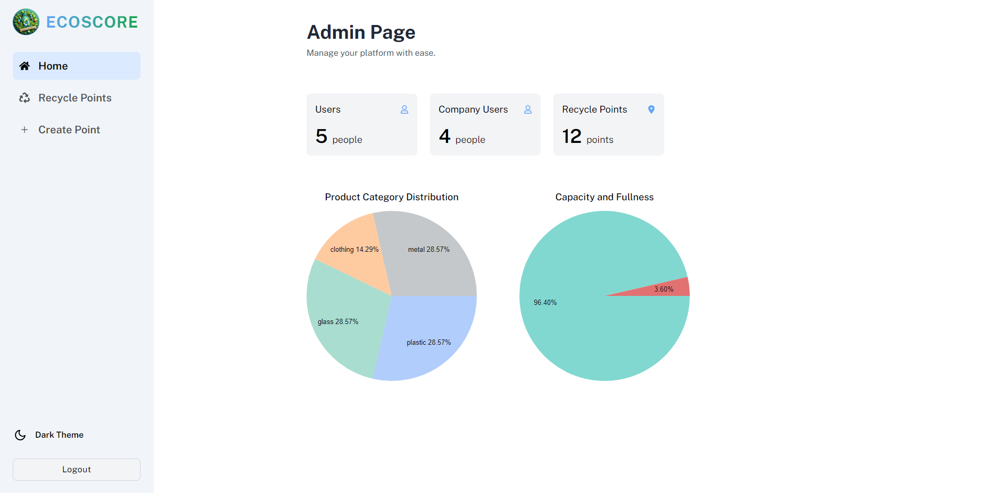 ECOSCORE
Home
Recycle Points
Create Point
Dark Theme
Logout
Admin Page
Manage your platform with ease.
Users
5 people
Company Users
4 people
Recycle Points
12 points
Product Category Distribution
clothing 14.29%
metal 28.57%
glass 28.57%
plastic 28.57%
Capacity and Fullness
3.60%
96.40%